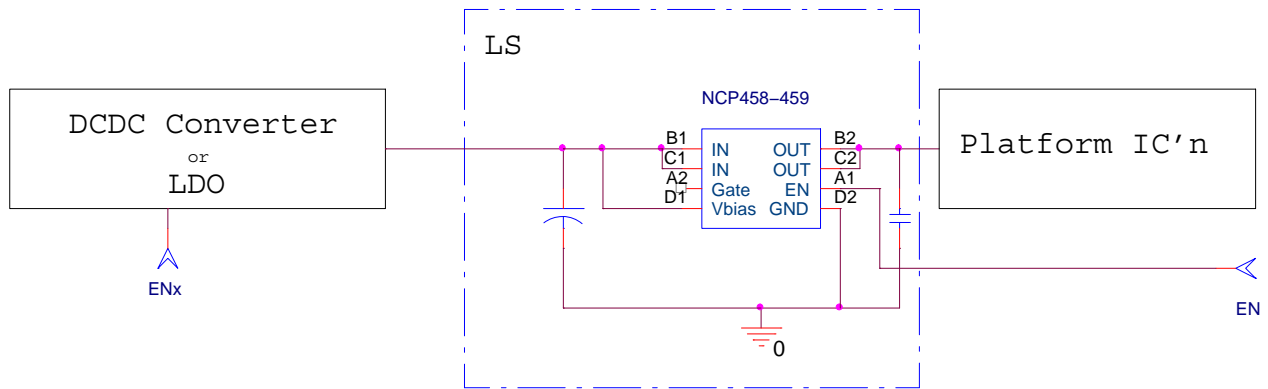 LS
NCP458–459
DCDC Converter
or
LDO
Platform IC'n
B1
IN
OUT
B2
C1
IN
OUT
C2
A2
Gate
EN
A1
D1
Vbias
GND
D2
ENx
EN
0